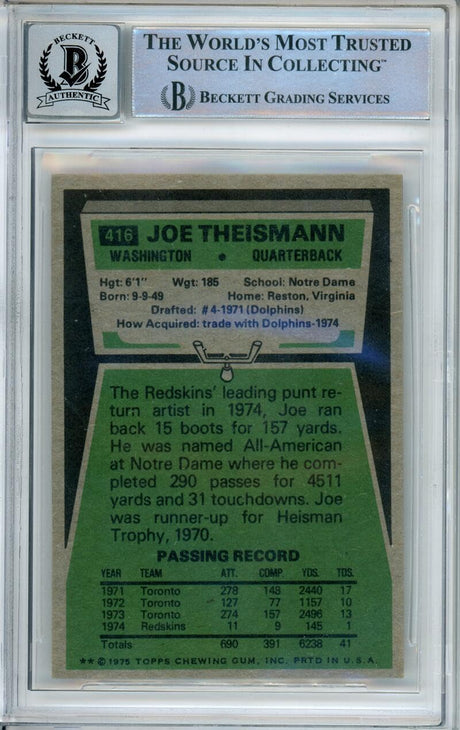 BECKETT
B
AUTHENTIC
THE WORLD'S MOST TRUSTED
SOURCE IN COLLECTING™
B BECKETT GRADING SERVICES
416 JOE THEISMANN
WASHINGTON • QUARTERBACK
Hgt: 6'1" Wgt: 185 School: Notre Dame
Born: 9-9-49 Home: Reston, Virginia
Drafted: #4-1971 (Dolphins)
How Acquired: trade with Dolphins-1974
The Redskins' leading punt re-
turn artist in 1974, Joe ran
back 15 boots for 157 yards.
He was named All-American
at Notre Dame where he com-
pleted 290 passes for 4511
yards and 31 touchdowns. Joe
was runner-up for Heisman
Trophy, 1970.
PASSING RECORD
YEAR TEAM ATT. COMP. YDS. TDS.
1971 Toronto 278 148 2440 17
1972 Toronto 127 77 1157 10
1973 Toronto 274 157 2496 13
1974 Redskins 11 9 145 1
Totals 690 391 6238 41
** © 1975 TOPPS CHEWING GUM, INC. PRTD IN U.S.A.